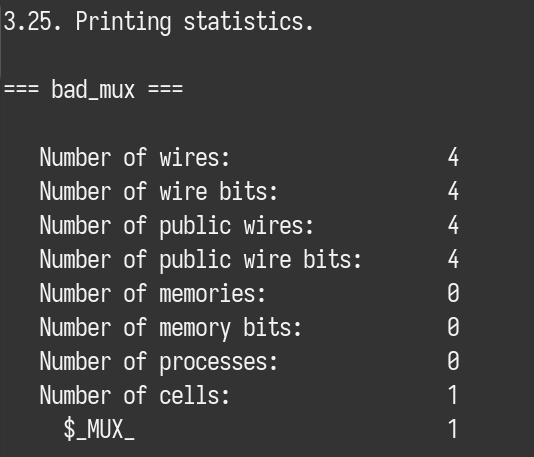 3.25. Printing statistics.
=== bad_mux ===
Number of wires: 4
Number of wire bits: 4
Number of public wires: 4
Number of public wire bits: 4
Number of memories: 0
Number of memory bits: 0
Number of processes: 0
Number of cells: 1
$_MUX_ 1